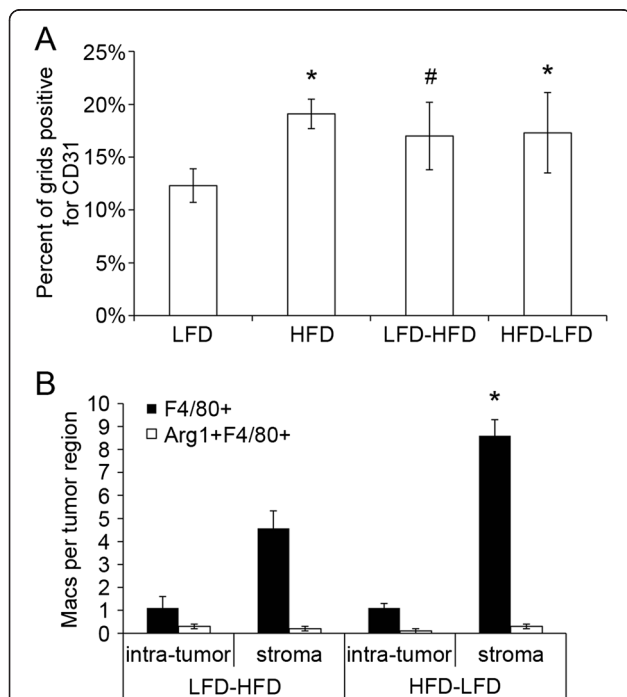 A
Percent of grids positive
for CD31
25%
20%
15%
10%
5%
0%
*
#
*
LFD
HFD
LFD-HFD
HFD-LFD
B
Macs per tumor region
10
9
8
7
6
5
4
3
2
1
0
F4/80+
Arg1+F4/80+
*
intra-tumor
stroma
intra-tumor
stroma
LFD-HFD
HFD-LFD